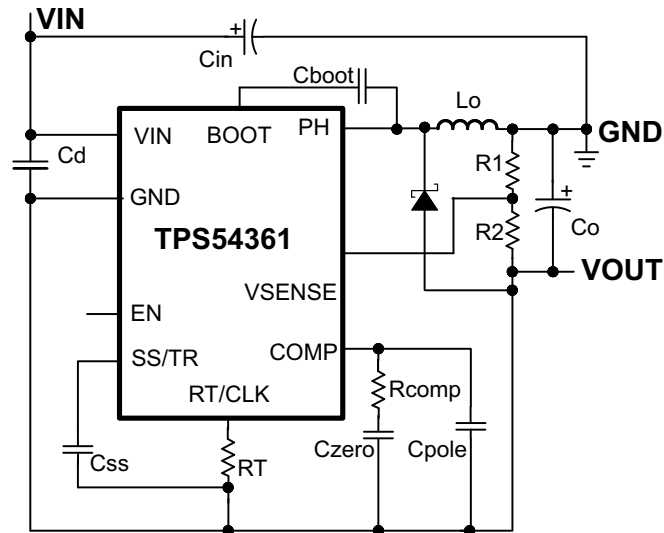 VIN
+
Cin
Cboot
Lo
GND
VIN
BOOT
PH
Cd
R1
GND
+
TPS54361
R2
Co
VOUT
VSENSE
EN
COMP
SS/TR
RT/CLK
Rcomp
Css
RT
Czero
Cpole